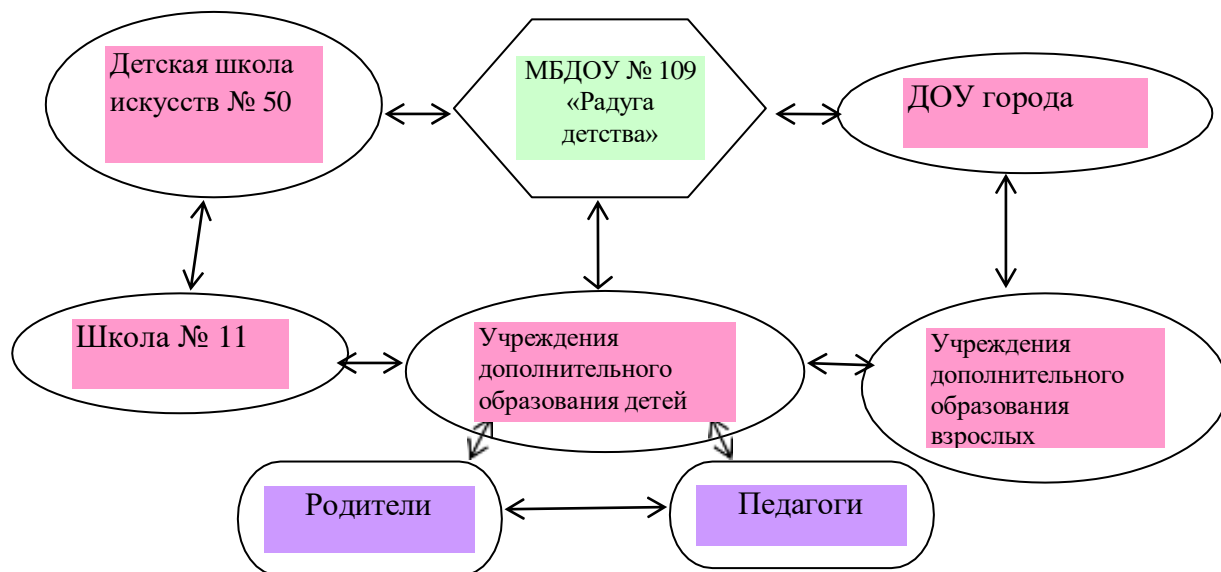 Детская школа
искусств № 50
МБДОУ № 109
«Радуга
детства»
ДОУ города
Школа № 11
Учреждения
дополнительного
образования детей
Учреждения
дополнительного
образования
взрослых
Родители
Педагоги